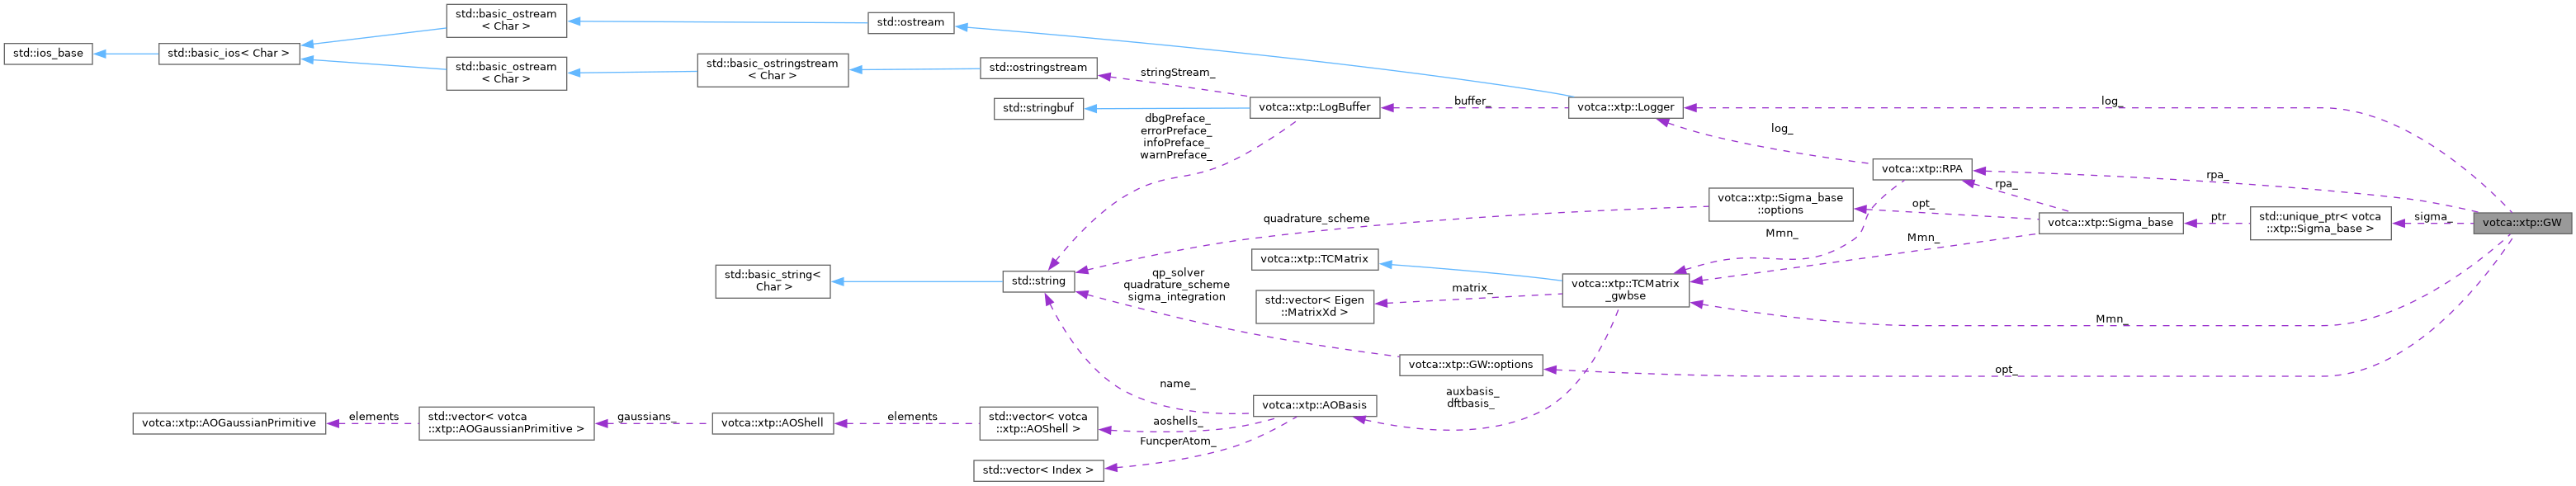 std::basic_ostream
< Char >
std::ostream
std::ios_base
std::basic_ios< Char >
std::basic_ostream
< Char >
std::basic_ostringstream
< Char >
std::ostringstream
stringStream_
std::stringbuf
votca::xtp::LogBuffer
buffer_
votca::xtp::Logger
log_
dbgPreface_
errorPreface_
infoPreface_
warnPreface_
log_
votca::xtp::RPA
rpa_
rpa_
votca::xtp::Sigma_base
::options
opt_
quadrature_scheme
votca::xtp::Sigma_base
ptr
std::unique_ptr< votca
::xtp::Sigma_base >
sigma_
votca::xtp::GW
Mmn_
Mmn_
votca::xtp::TCMatrix
std::basic_string<
Char >
std::string
qp_solver
quadrature_scheme
sigma_integration
std::vector< Eigen
::MatrixXd >
matrix_
votca::xtp::TCMatrix
_gwbse
Mmn_
votca::xtp::GW::options
opt_
name_
auxbasis_
dftbasis_
votca::xtp::AOBasis
votca::xtp::AOGaussianPrimitive
elements
std::vector< votca
::xtp::AOGaussianPrimitive >
gaussians_
votca::xtp::AOShell
elements
std::vector< votca
::xtp::AOShell >
aoshells_
FuncperAtom_
std::vector< Index >